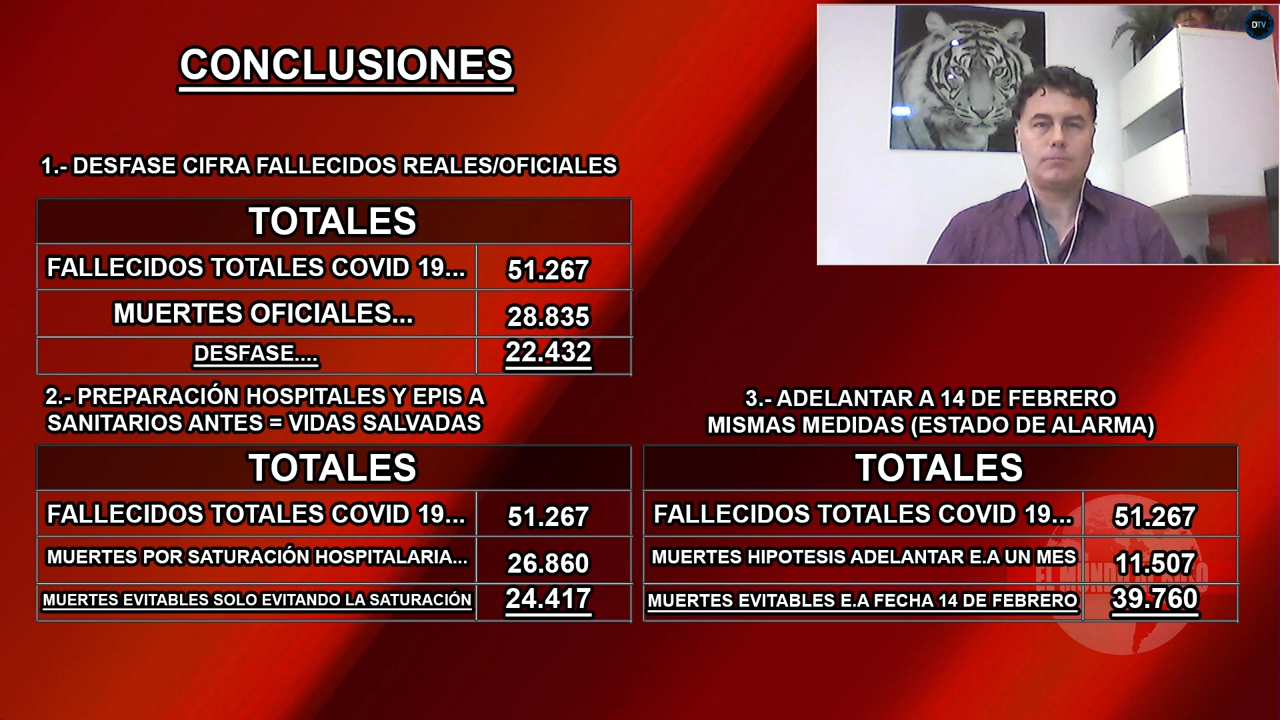 CONCLUSIONES
DTV
1.- DESFASE CIFRA FALLECIDOS REALES/OFICIALES
TOTALES
FALLECIDOS TOTALES COVID 19... 51.267
MUERTES OFICIALES... 28.835
DESFASE.... 22.432
2.- PREPARACIÓN HOSPITALES Y EPIS A
SANITARIOS ANTES = VIDAS SALVADAS
TOTALES
FALLECIDOS TOTALES COVID 19... 51.267
MUERTES POR SATURACIÓN HOSPITALARIA... 26.860
MUERTES EVITABLES SOLO EVITANDO LA SATURACIÓN 24.417
3.- ADELANTAR A 14 DE FEBRERO
MISMAS MEDIDAS (ESTADO DE ALARMA)
TOTALES
FALLECIDOS TOTALES COVID 19... 51.267
MUERTES HIPOTESIS ADELANTAR E.A UN MES 11.507
MUERTES EVITABLES E.A FECHA 14 DE FEBRERO 39.760